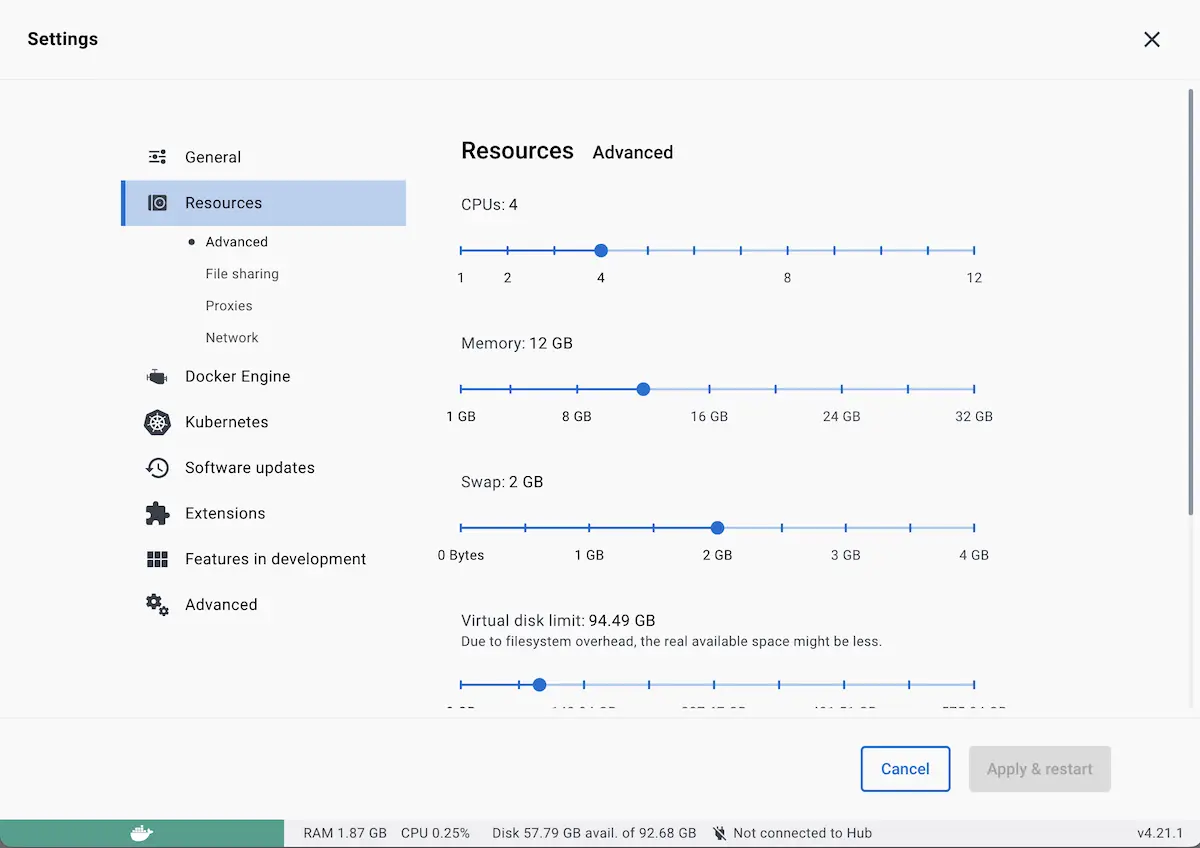 Settings
General
Resources
Advanced
File sharing
Proxies
Network
Docker Engine
Kubernetes
Software updates
Extensions
Features in development
Advanced
Resources Advanced
CPUs: 4
1 2 4 8 12
Memory: 12 GB
1 GB 8 GB 16 GB 24 GB 32 GB
Swap: 2 GB
0 Bytes 1 GB 2 GB 3 GB 4 GB
Virtual disk limit: 94.49 GB
Due to filesystem overhead, the real available space might be less.
Cancel Apply & restart
RAM 1.87 GB CPU 0.25% Disk 57.79 GB avail. of 92.68 GB Not connected to Hub v4.21.1